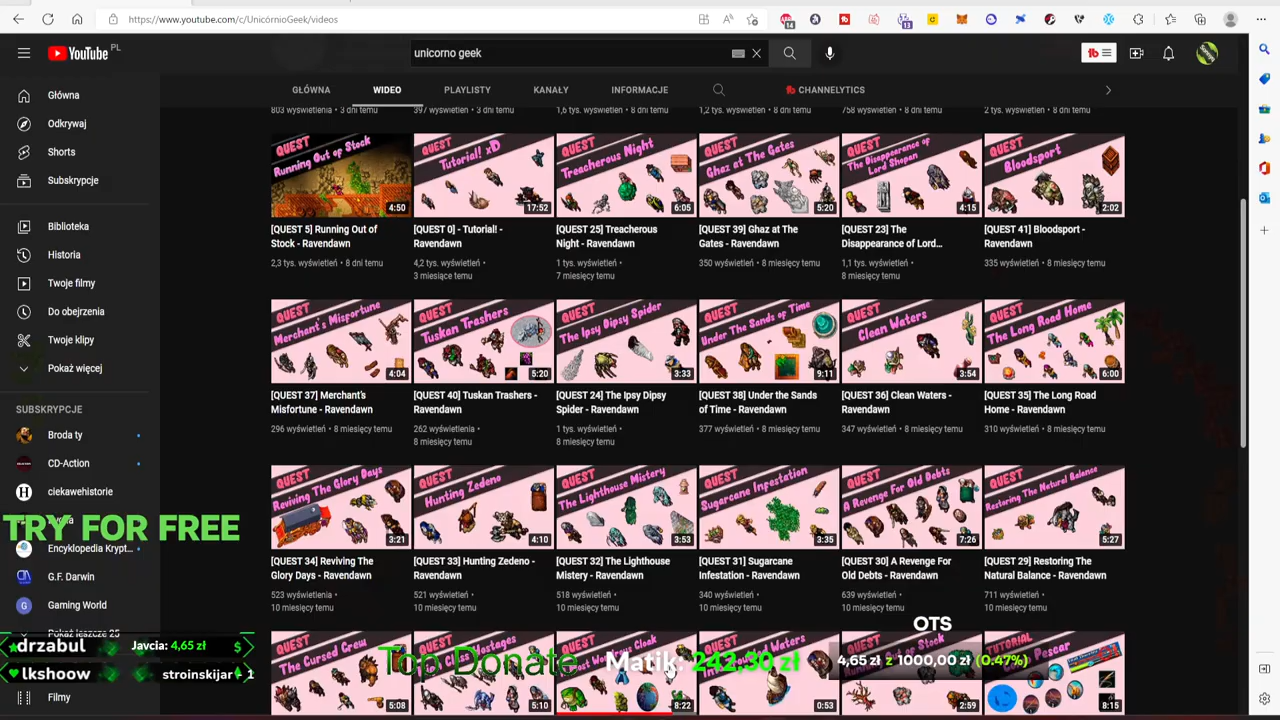 https://www.youtube.com/c/UnicórnioGeek/videos
14
13
YouTube PL
unicorno geek
GŁÓWNA
WIDEO
PLAYLISTY
KANAŁY
INFORMACJE
CHANNELYTICS
Główna
Odkrywaj
Shorts
Subskrypcje
Biblioteka
Historia
Twoje filmy
Do obejrzenia
Twoje klipy
Pokaż więcej
SUBSKRYPCJE
Broda ty
CD-Action
ciekawehistorie
TRY FOR FREE
Encyklopedia Krypt...
G.F. Darwin
Gaming World
Pokaż jeszcze 25
Filmy
803 wyświetlenia • 3 dni temu
397 wyświetleń • 3 dni temu
1,6 tys. wyświetleń • 8 dni temu
1,2 tys. wyświetleń • 8 dni temu
758 wyświetleń • 8 dni temu
2 tys. wyświetleń • 8 dni temu
QUEST
Running Out of Stock
4:50
QUEST
Tutorial! xD
17:52
QUEST
Treacherous Night
6:05
QUEST
Ghaz at The Gates
5:20
QUEST
The Disappearance of
Lord Shopan
4:15
QUEST
Bloodsport
2:02
[QUEST 5] Running Out of
Stock - Ravendawn
2,3 tys. wyświetleń • 8 dni temu
[QUEST 0] - Tutorial! -
Ravendawn
4,2 tys. wyświetleń •
3 miesiące temu
[QUEST 25] Treacherous
Night - Ravendawn
1 tys. wyświetleń •
7 miesięcy temu
[QUEST 39] Ghaz at The
Gates - Ravendawn
350 wyświetleń • 8 miesięcy temu
[QUEST 23] The
Disappearance of Lord...
1,1 tys. wyświetleń •
8 miesięcy temu
[QUEST 41] Bloodsport -
Ravendawn
335 wyświetleń • 8 miesięcy temu
QUEST
Merchant's Misfortune
4:04
QUEST
Tuskan Trashers
5:20
QUEST
The Ipsy Dipsy Spider
3:33
QUEST
Under The Sands of Time
9:11
QUEST
Clean Waters
3:54
QUEST
The Long Road Home
6:00
[QUEST 37] Merchant's
Misfortune - Ravendawn
296 wyświetleń • 8 miesięcy temu
[QUEST 40] Tuskan Trashers -
Ravendawn
262 wyświetlenia •
8 miesięcy temu
[QUEST 24] The Ipsy Dipsy
Spider - Ravendawn
1 tys. wyświetleń •
8 miesięcy temu
[QUEST 38] Under the Sands
of Time - Ravendawn
377 wyświetleń • 8 miesięcy temu
[QUEST 36] Clean Waters -
Ravendawn
347 wyświetleń • 8 miesięcy temu
[QUEST 35] The Long Road
Home - Ravendawn
310 wyświetleń • 8 miesięcy temu
QUEST
Reviving The Glory Days
3:21
QUEST
Hunting Zedeno
4:10
QUEST
The Lighthouse Mistery
3:53
QUEST
Sugarcane Infestation
3:35
QUEST
A Revenge For Old Debts
7:26
QUEST
Restoring The Natural Balance
5:27
[QUEST 34] Reviving The
Glory Days - Ravendawn
523 wyświetlenia •
10 miesięcy temu
[QUEST 33] Hunting Zedeno -
Ravendawn
521 wyświetleń •
10 miesięcy temu
[QUEST 32] The Lighthouse
Mistery - Ravendawn
518 wyświetleń •
10 miesięcy temu
[QUEST 31] Sugarcane
Infestation - Ravendawn
340 wyświetleń •
10 miesięcy temu
[QUEST 30] A Revenge For
Old Debts - Ravendawn
639 wyświetleń •
10 miesięcy temu
[QUEST 29] Restoring The
Natural Balance - Ravendawn
711 wyświetleń •
10 miesięcy temu
OTS
drzabul
Javcia: 4,65 zł
$
lkshoow
stroinskijar
1
Top Donate
Matik: 242,30 zł
4,65 zł z 1000,00 zł (0.47%)
QUEST
The Cursed Crew
5:08
5:10
8:22
0:53
2:59
TUTORIAL
Pescar
8:15